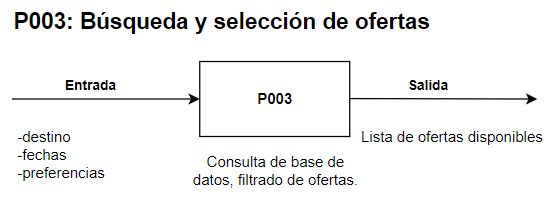 P003: Búsqueda y selección de ofertas
Entrada
P003
Salida
-destino
-fechas
-preferencias
Consulta de base de
datos, filtrado de ofertas.
Lista de ofertas disponibles